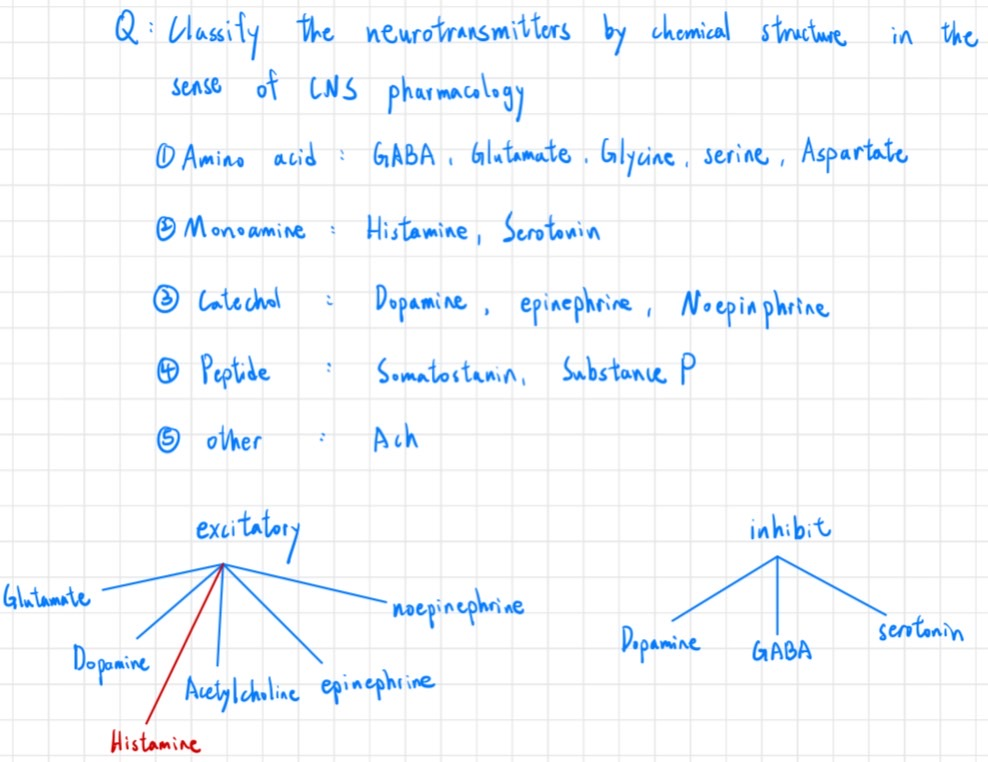 Q: Classify the neurotransmitters by chemical structure in the
sense of CNS pharmacology
① Amino acid : GABA, Glutamate, Glycine, serine, Aspartate
② Monoamine : Histamine, Serotonin
③ Catechol : Dopamine, epinephrine, Noepinphrine
④ Peptide : Somatostanin, Substance P
⑤ other : Ach
excitatory
inhibit
Glutamate
Dopamine
Histamine
Acetylcholine
epinephrine
noepinephrine
Dopamine
GABA
serotonin